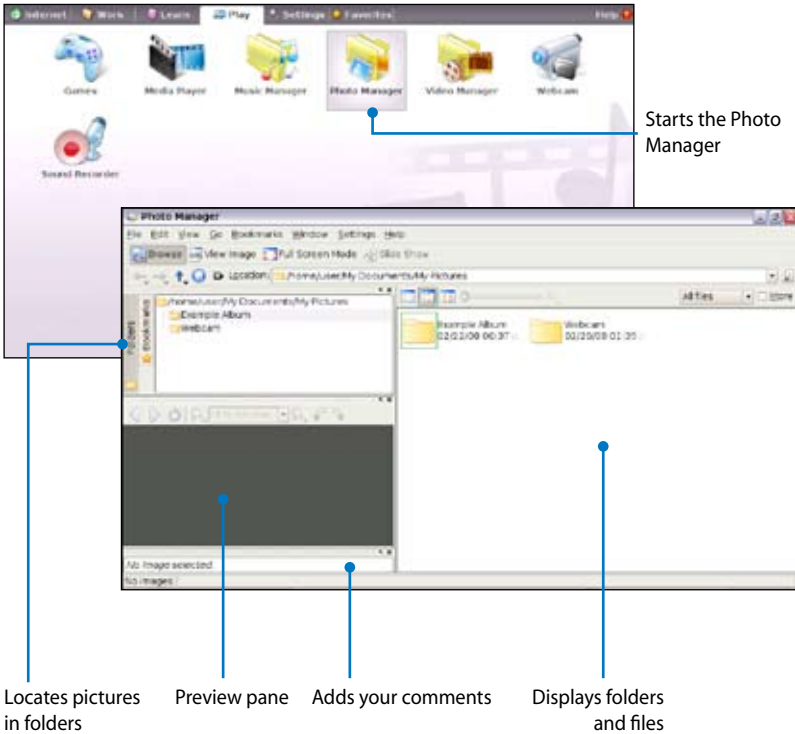 Internet Work Learn Play Settings Favorites Help
Games Media Player Music Manager Photo Manager Video Manager Webcam
Sound Recorder
Starts the Photo
Manager
Photo Manager
File Edit View Go Bookmarks Window Settings Help
Browse View Image Full Screen Mode Slide Show
Location: /home/user/My Documents/My Pictures
Folders
Bookmarks
/home/user/My Documents/My Pictures
Example Album
Webcam
All files More
Example Album
Webcam
No image selected
No images
Locates pictures
in folders
Preview pane
Adds your comments
Displays folders
and files